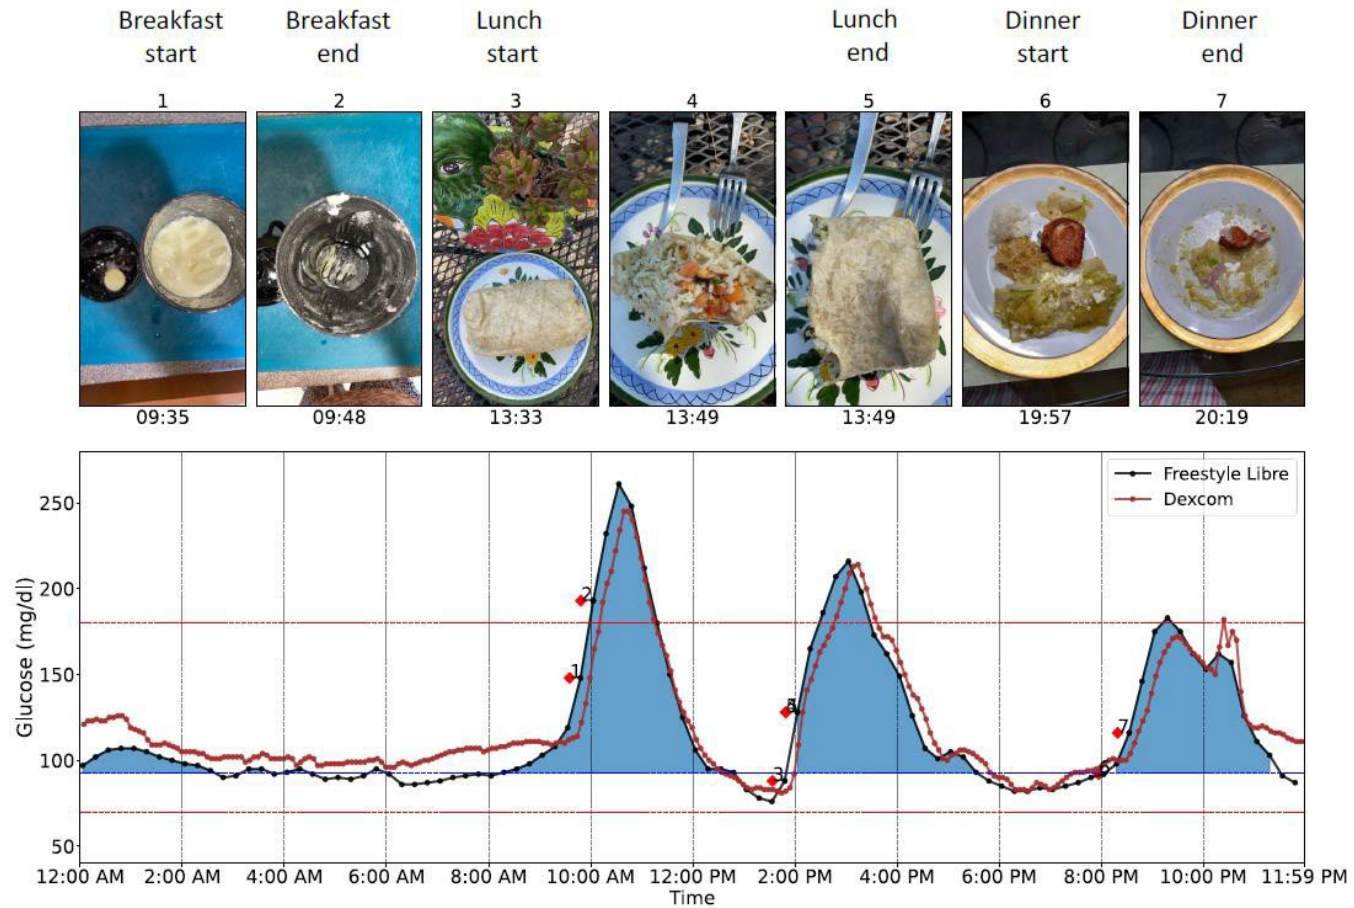 Breakfast start
Breakfast end
Lunch start
Lunch end
Dinner start
Dinner end
1
2
3
4
5
6
7
09:35
09:48
13:33
13:49
13:49
19:57
20:19
Freestyle Libre
Dexcom
Glucose (mg/dl)
250
200
150
100
50
2
1
3
7
12:00 AM
2:00 AM
4:00 AM
6:00 AM
8:00 AM
10:00 AM
12:00 PM
2:00 PM
4:00 PM
6:00 PM
8:00 PM
10:00 PM
11:59 PM
Time